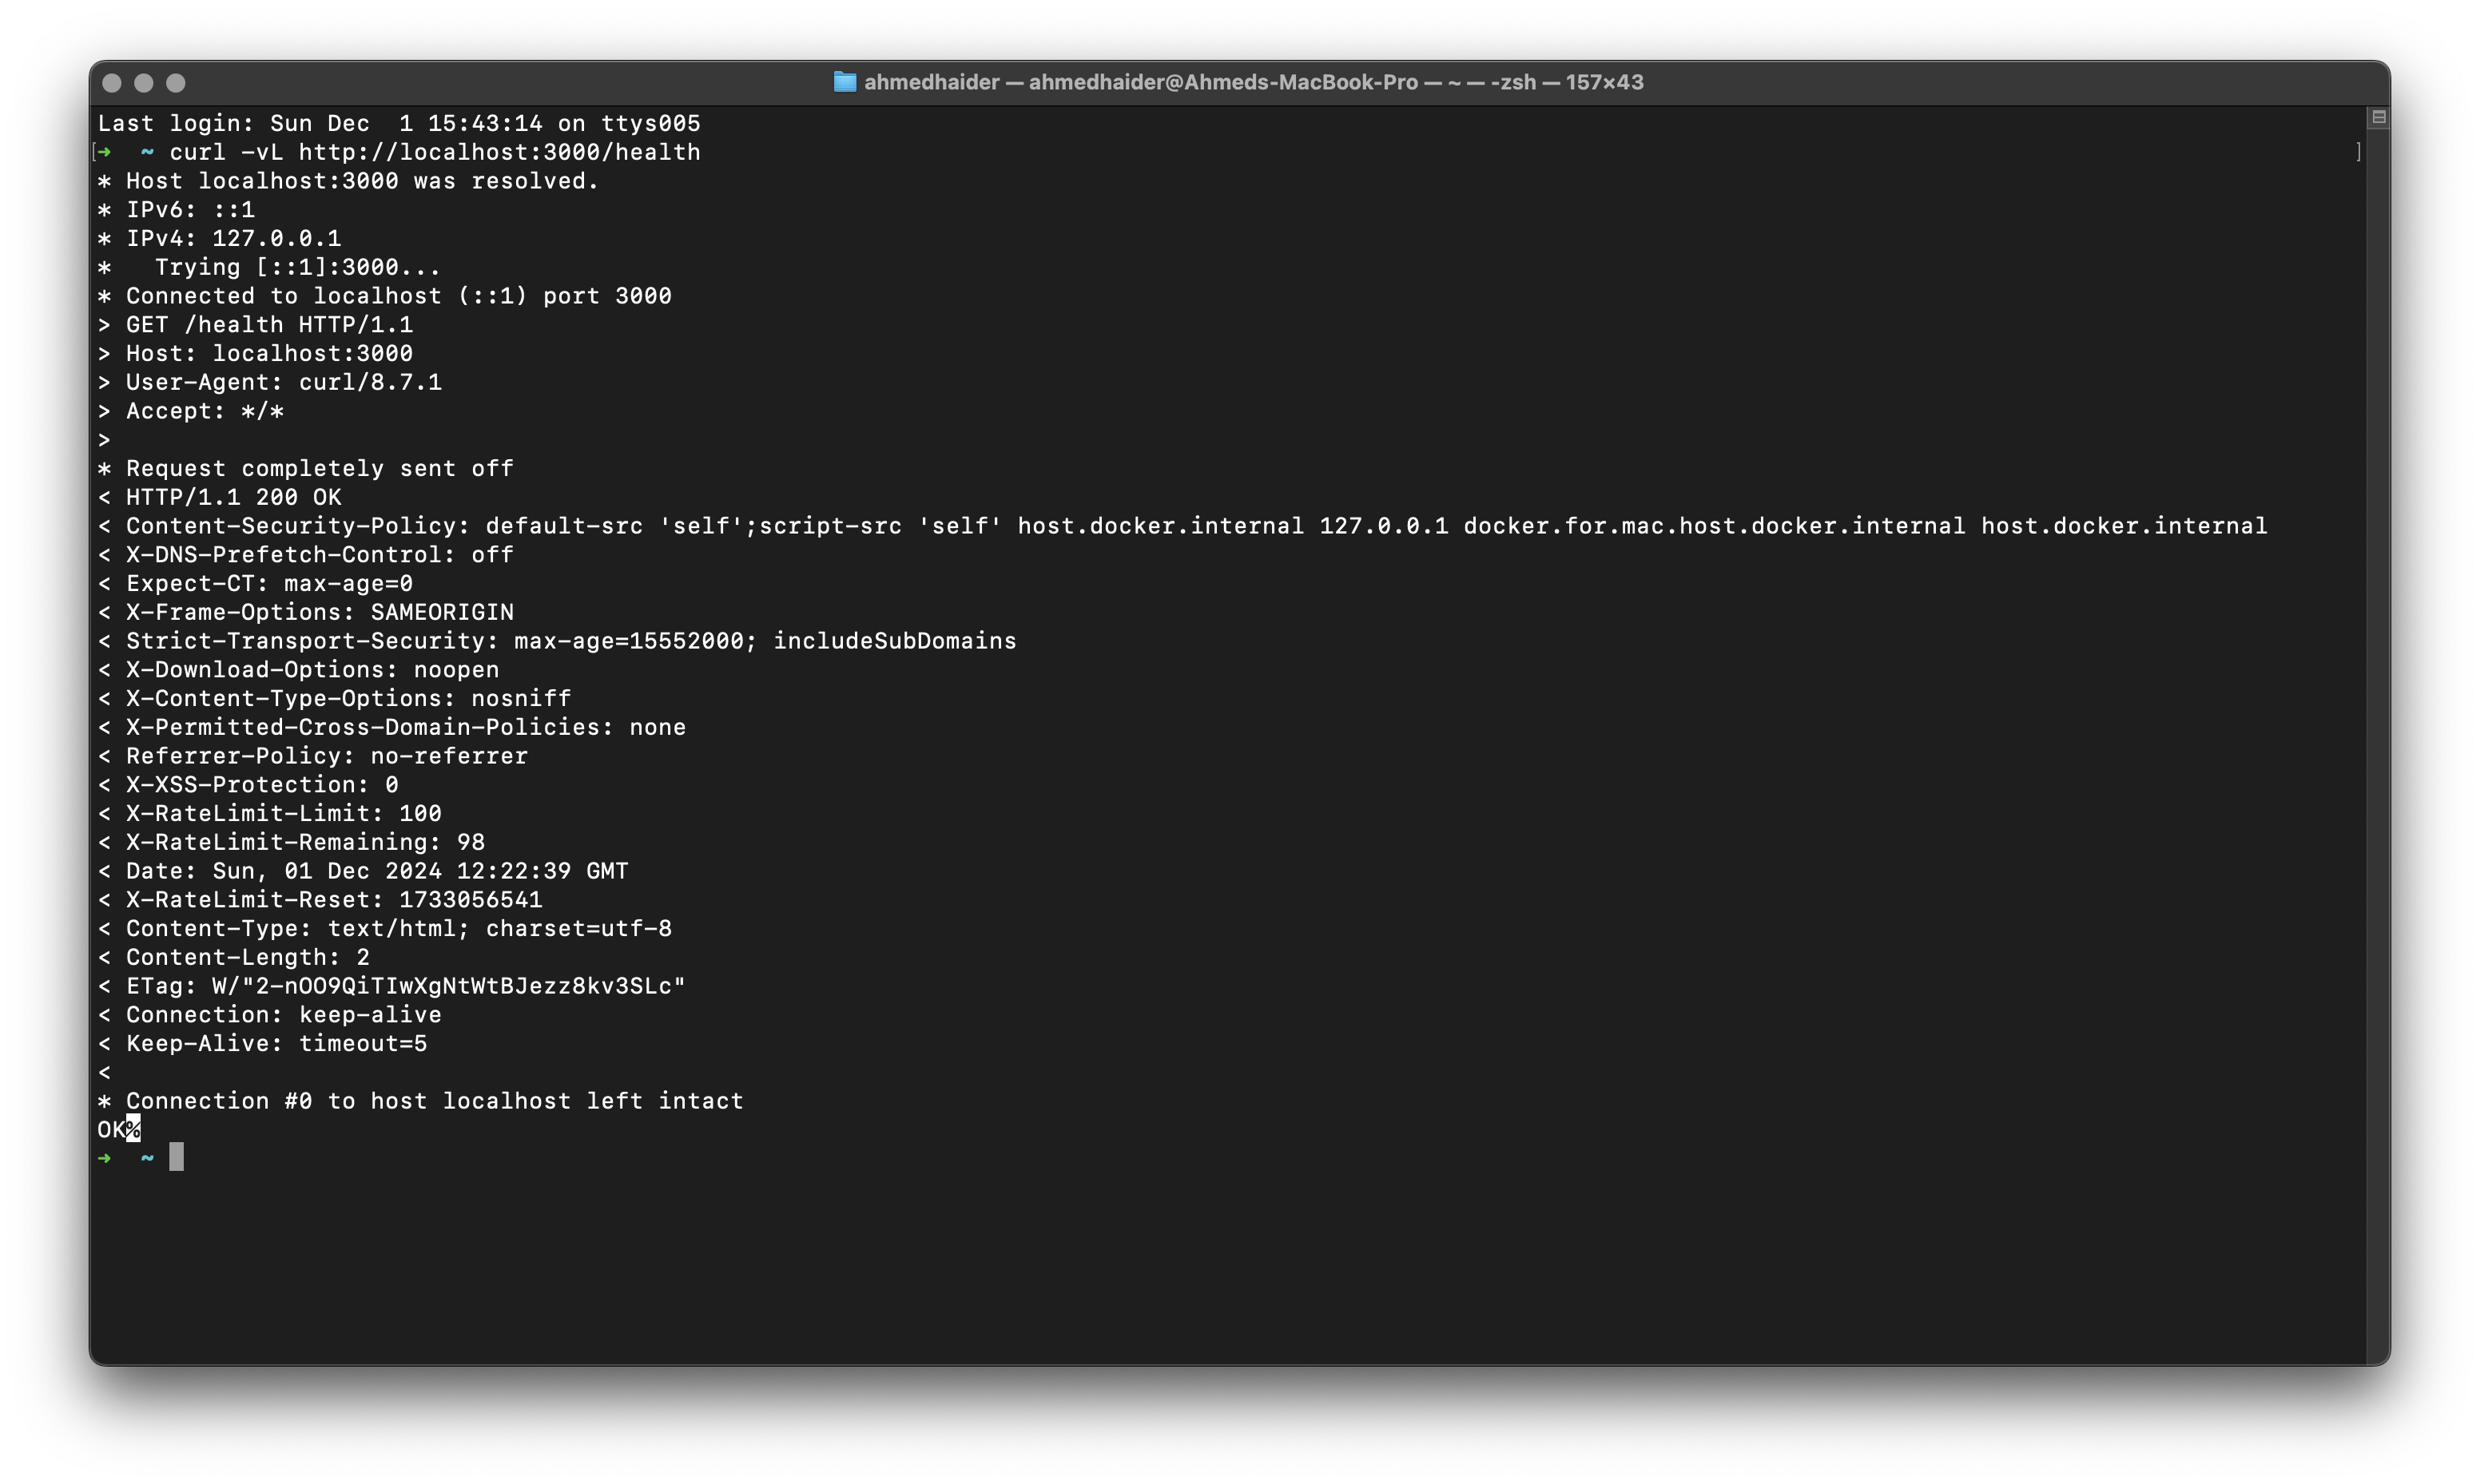 ahmedhaider — ahmedhaider@Ahmeds-MacBook-Pro — ~ — -zsh — 157×43
Last login: Sun Dec  1 15:43:14 on ttys005
[➜  ~ curl -vL http://localhost:3000/health ]
* Host localhost:3000 was resolved.
* IPv6: ::1
* IPv4: 127.0.0.1
*   Trying [::1]:3000...
* Connected to localhost (::1) port 3000
> GET /health HTTP/1.1
> Host: localhost:3000
> User-Agent: curl/8.7.1
> Accept: */*
>
* Request completely sent off
< HTTP/1.1 200 OK
< Content-Security-Policy: default-src 'self';script-src 'self' host.docker.internal 127.0.0.1 docker.for.mac.host.docker.internal host.docker.internal
< X-DNS-Prefetch-Control: off
< Expect-CT: max-age=0
< X-Frame-Options: SAMEORIGIN
< Strict-Transport-Security: max-age=15552000; includeSubDomains
< X-Download-Options: noopen
< X-Content-Type-Options: nosniff
< X-Permitted-Cross-Domain-Policies: none
< Referrer-Policy: no-referrer
< X-XSS-Protection: 0
< X-RateLimit-Limit: 100
< X-RateLimit-Remaining: 98
< Date: Sun, 01 Dec 2024 12:22:39 GMT
< X-RateLimit-Reset: 1733056541
< Content-Type: text/html; charset=utf-8
< Content-Length: 2
< ETag: W/"2-nOO9QiTIwXgNtWtBJezz8kv3SLc"
< Connection: keep-alive
< Keep-Alive: timeout=5
<
* Connection #0 to host localhost left intact
OK%
➜  ~